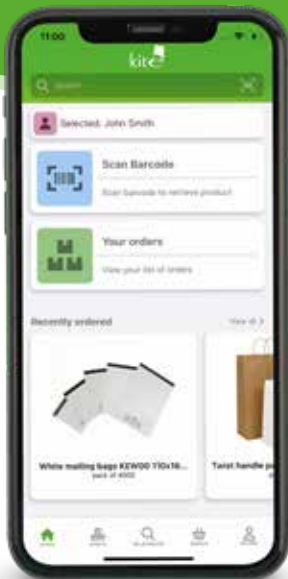 11:00
kite
Search
Selected: John Smith
Scan Barcode
Scan barcode to retrieve product
Your orders
View your list of orders
Recently ordered
View all >
White mailing bags KEW00 110x16...
pack of 4000
Twist handle p